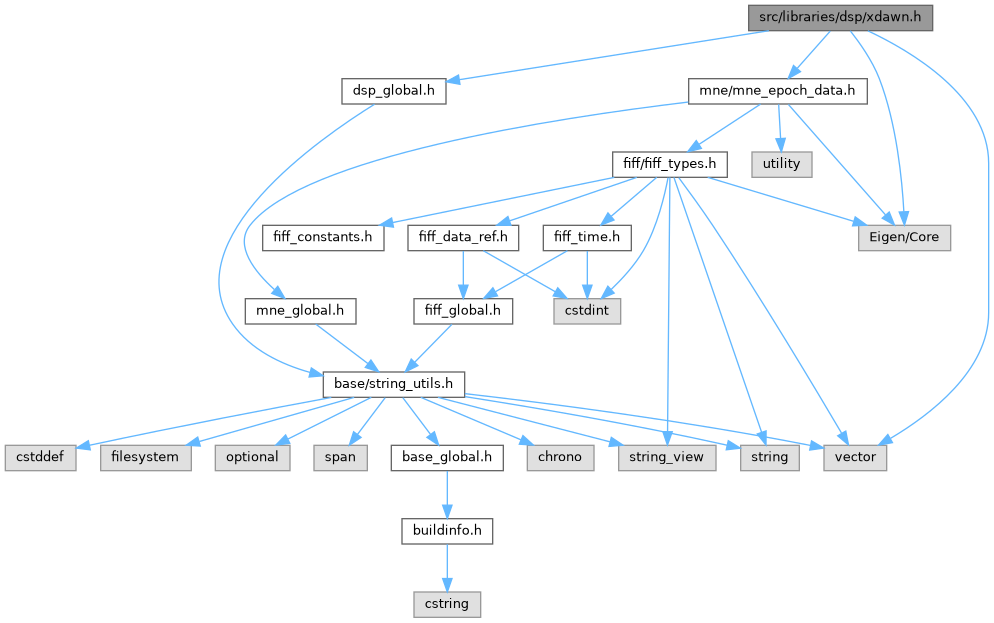 src/libraries/dsp/xdawn.h
dsp_global.h
mne/mne_epoch_data.h
fiff/fiff_types.h
utility
fiff_constants.h
fiff_data_ref.h
fiff_time.h
Eigen/Core
mne_global.h
fiff_global.h
cstdint
base/string_utils.h
cstddef
filesystem
optional
span
base_global.h
chrono
string_view
string
vector
buildinfo.h
cstring